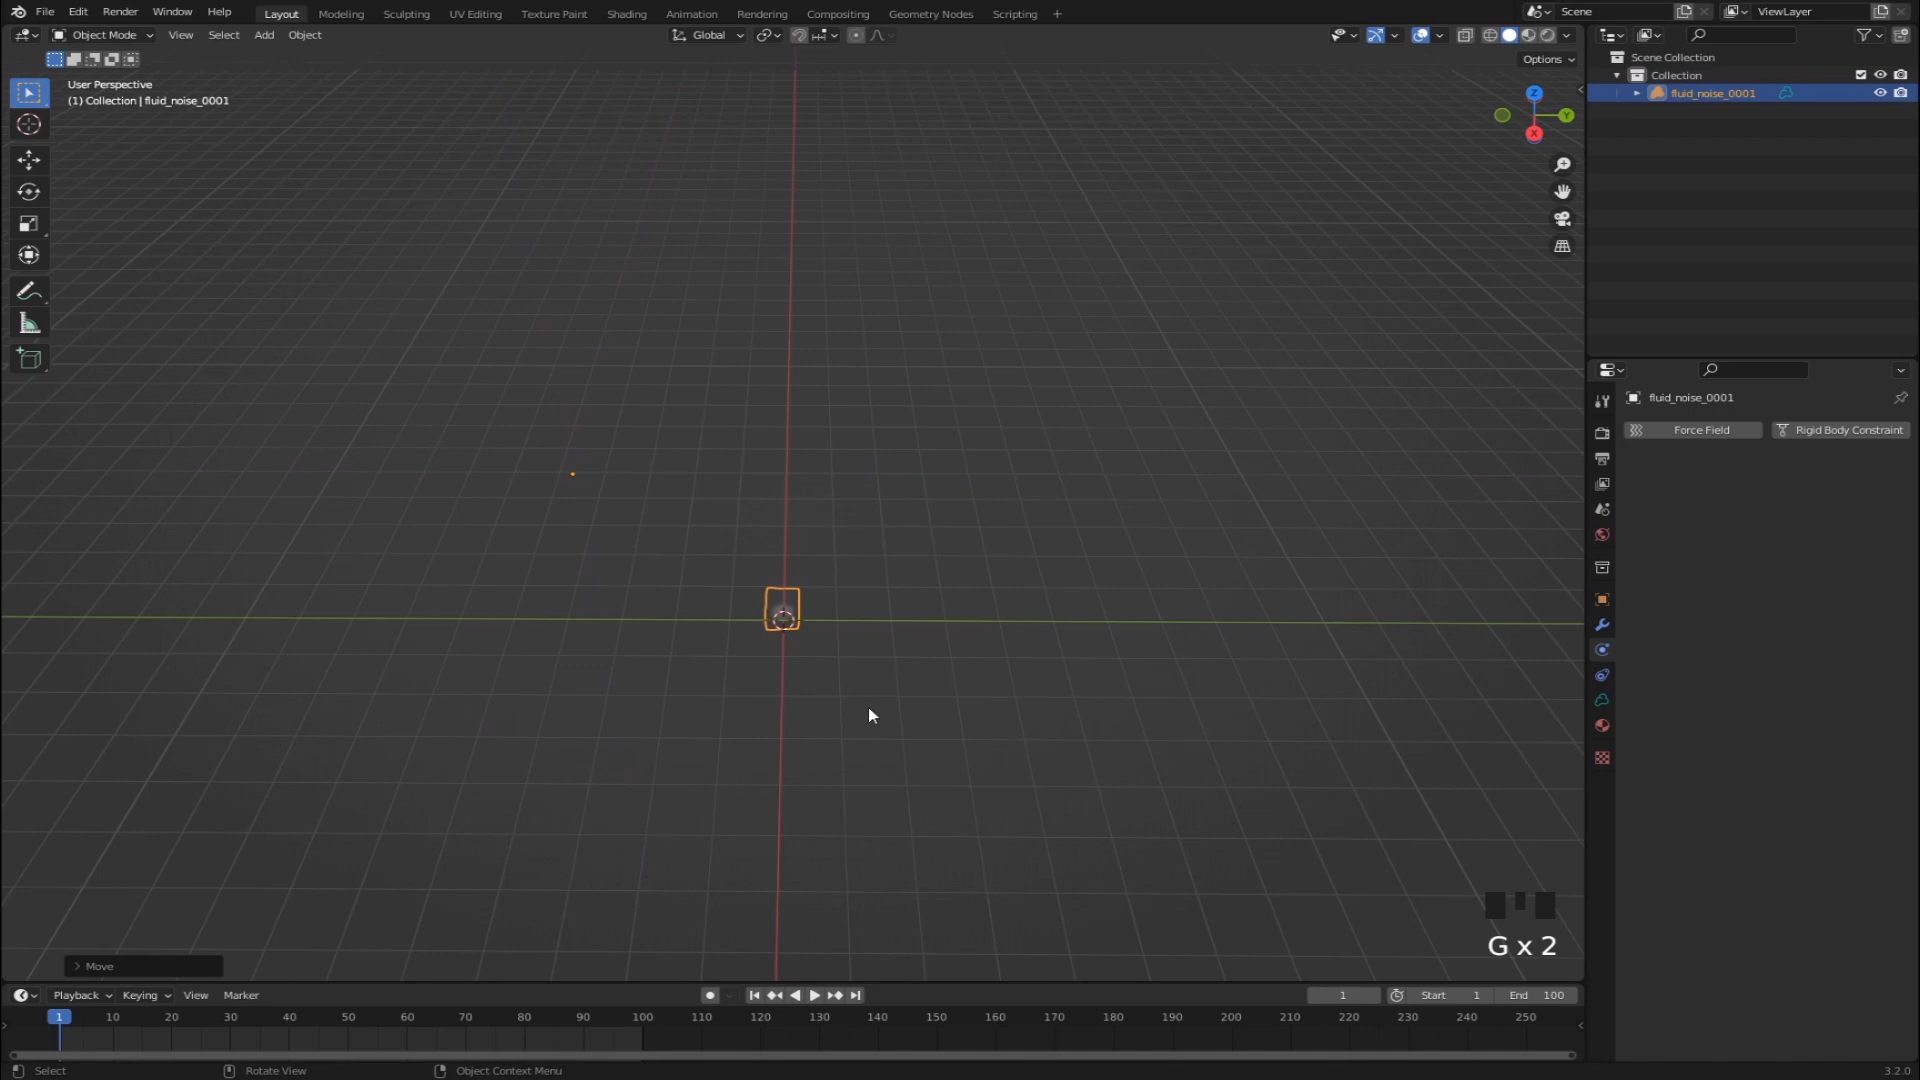 File Edit Render Window Help Layout Modeling Sculpting UV Editing Texture Paint Shading Animation Rendering Compositing Geometry Nodes Scripting + Scene ViewLayer
Object Mode View Select Add Object Global
Options
User Perspective
(1) Collection | fluid_noise_0001
Z
Y
X
Scene Collection
Collection
fluid_noise_0001
fluid_noise_0001
Force Field Rigid Body Constraint
G x 2
Move
Playback Keying View Marker 1 Start 1 End 100
1 10 20 30 40 50 60 70 80 90 100 110 120 130 140 150 160 170 180 190 200 210 220 230 240 250
Select Rotate View Object Context Menu 3.2.0